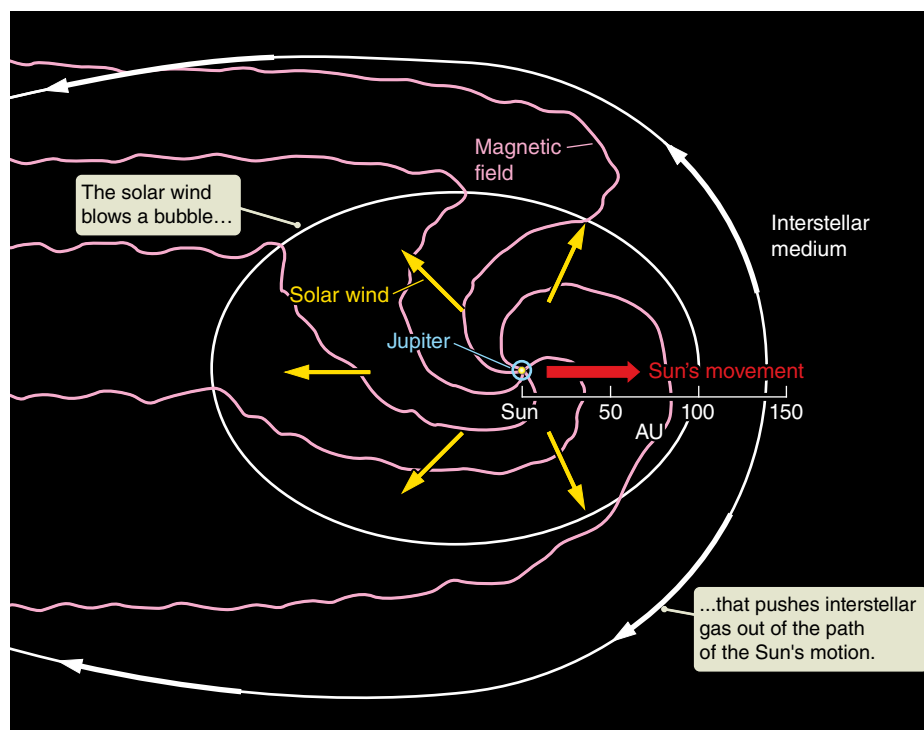 Magnetic
field
The solar wind
blows a bubble…
Interstellar
medium
Solar wind
Jupiter
Sun's movement
Sun
50
100
150
AU
...that pushes interstellar
gas out of the path
of the Sun's motion.